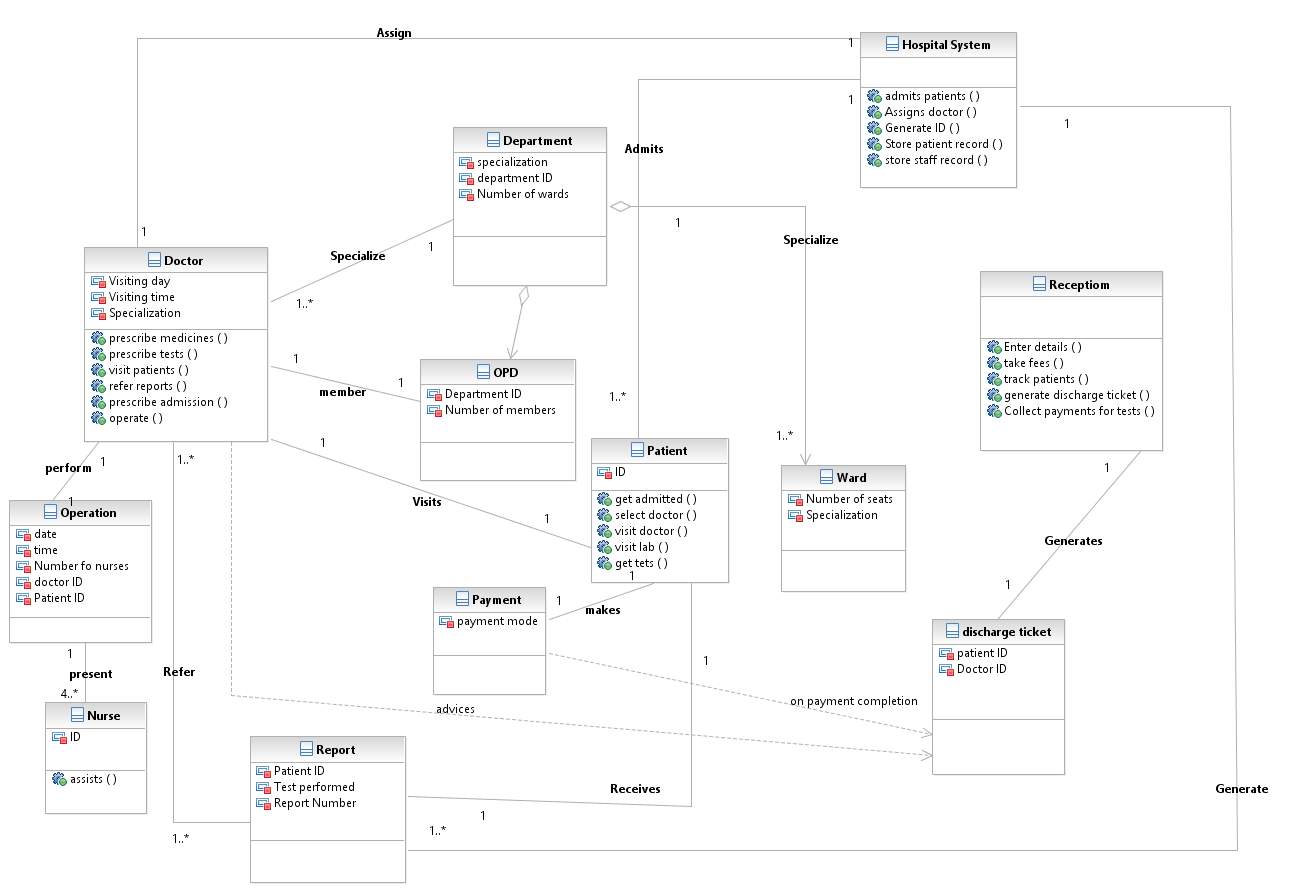 Assign
1
Hospital System
admits patients ( )
Assigns doctor ( )
Generate ID ( )
Store patient record ( )
store staff record ( )
1
1
Department
specialization
department ID
Number of wards
Admits
1
Specialize
1
Doctor
Visiting day
Visiting time
Specialization
prescribe medicines ( )
prescribe tests ( )
visit patients ( )
refer reports ( )
prescribe admission ( )
operate ( )
Specialize
1
1..*
Receptiom
Enter details ( )
take fees ( )
track patients ( )
generate discharge ticket ( )
Collect payments for tests ( )
1
member
1
OPD
Department ID
Number of members
1..*
1..*
1
Visits
1
Patient
ID
get admitted ( )
select doctor ( )
visit doctor ( )
visit lab ( )
get tets ( )
1
Ward
Number of seats
Specialization
1
Generates
1
perform
1
1..*
1
Operation
date
time
Number fo nurses
doctor ID
Patient ID
Payment
payment mode
1
makes
discharge ticket
patient ID
Doctor ID
1
present
4..*
Refer
1
on payment completion
advices
Nurse
ID
assists ( )
Report
Patient ID
Test performed
Report Number
Receives
1
Generate
1..*
1..*